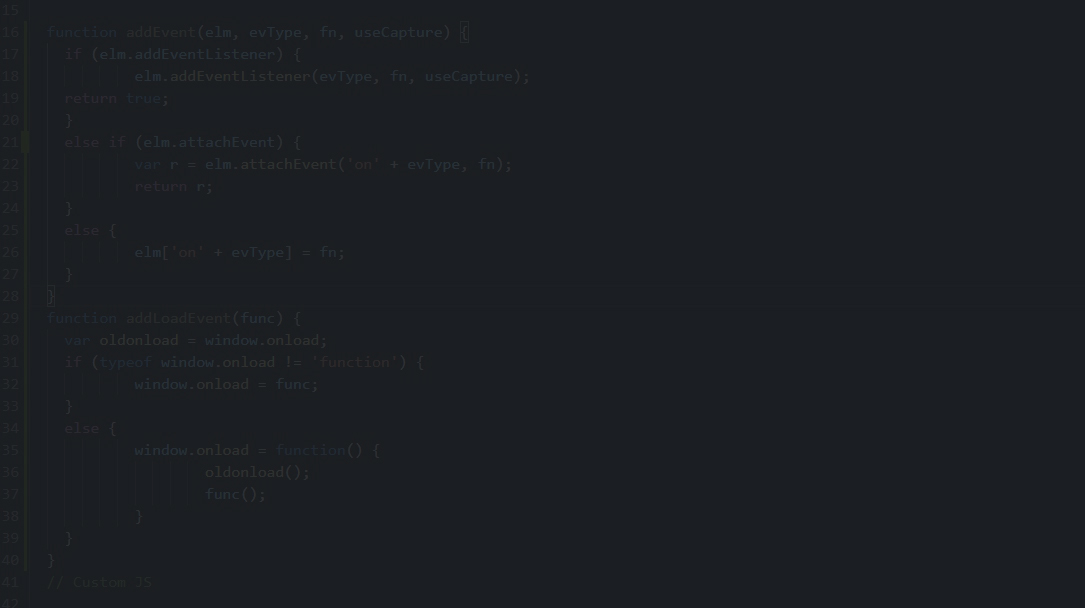 15
16 function addEvent(elm, evType, fn, useCapture) {
17 if (elm.addEventListener) {
18 elm.addEventListener(evType, fn, useCapture);
19 return true;
20 }
21 else if (elm.attachEvent) {
22 var r = elm.attachEvent('on' + evType, fn);
23 return r;
24 }
25 else {
26 elm['on' + evType] = fn;
27 }
28 }
29 function addLoadEvent(func) {
30 var oldonload = window.onload;
31 if (typeof window.onload != 'function') {
32 window.onload = func;
33 }
34 else {
35 window.onload = function() {
36 oldonload();
37 func();
38 }
39 }
40 }
41 // Custom JS
42